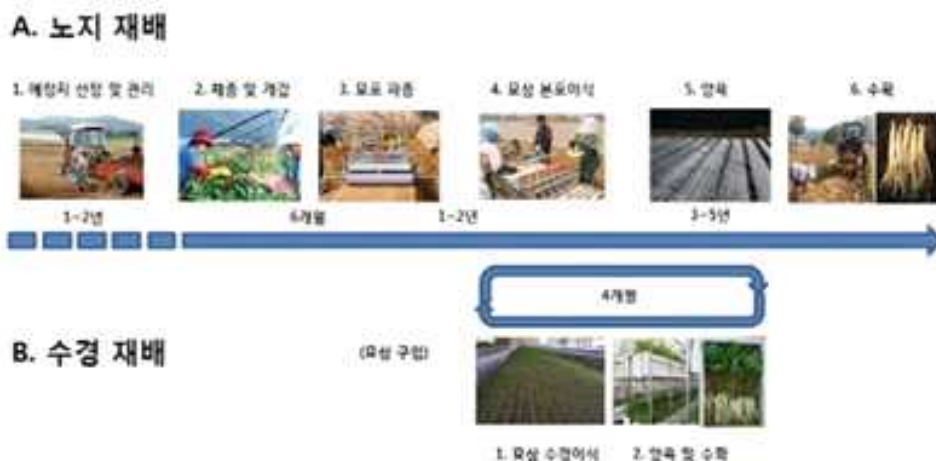 A. 노지 재배
1. 예정지 선정 및 관리
2. 채종 및 개갑
3. 묘포 파종
4. 묘삼 본포이식
5. 양육
6. 수확
1~2년
6개월
1~2년
3~5년
4개월
B. 수경 재배
(묘삼 구입)
1. 묘삼 수경이식
2. 양육 및 수확